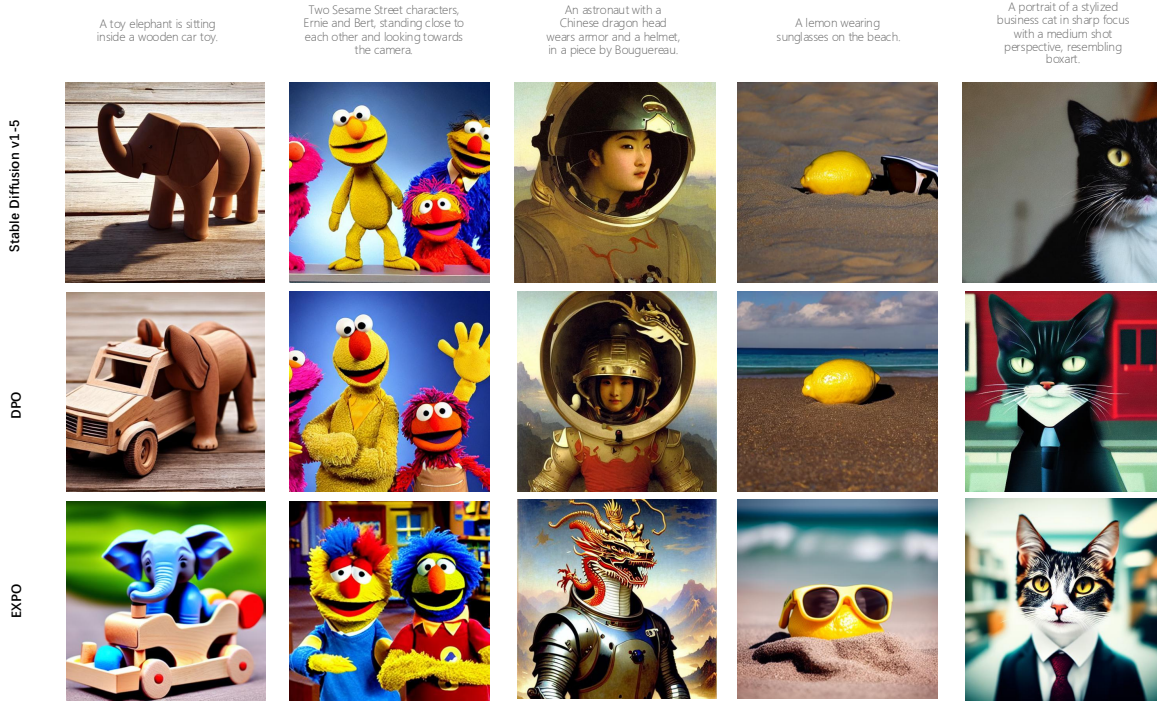 A toy elephant is sitting
inside a wooden car toy.
Two Sesame Street characters,
Ernie and Bert, standing close to
each other and looking towards
the camera.
An astronaut with a
Chinese dragon head
wears armor and a helmet,
in a piece by Bouguereau.
A lemon wearing
sunglasses on the beach.
A portrait of a stylized
business cat in sharp focus
with a medium shot
perspective, resembling
boxart.
Stable Diffusion v1-5
DPO
EXPO